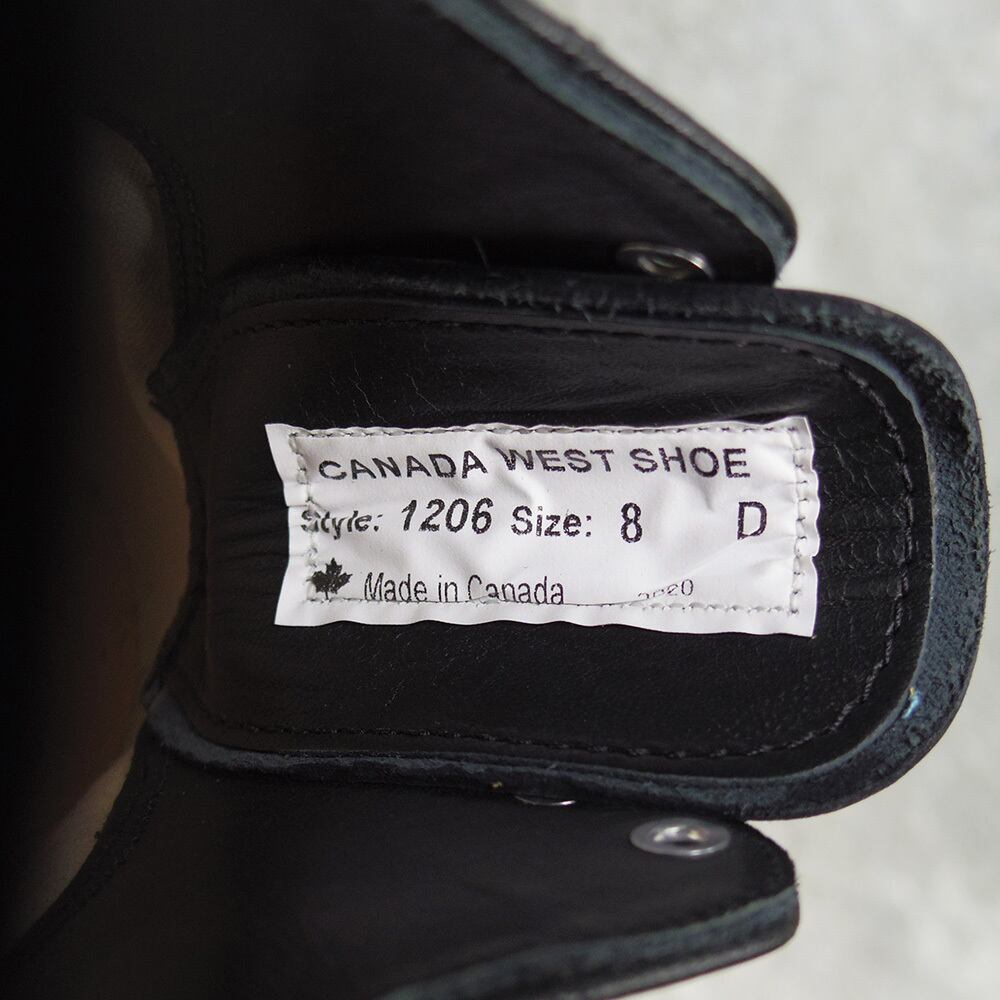 CANADA WEST SHOE
Style: 1206 Size: 8 D
Made in Canada